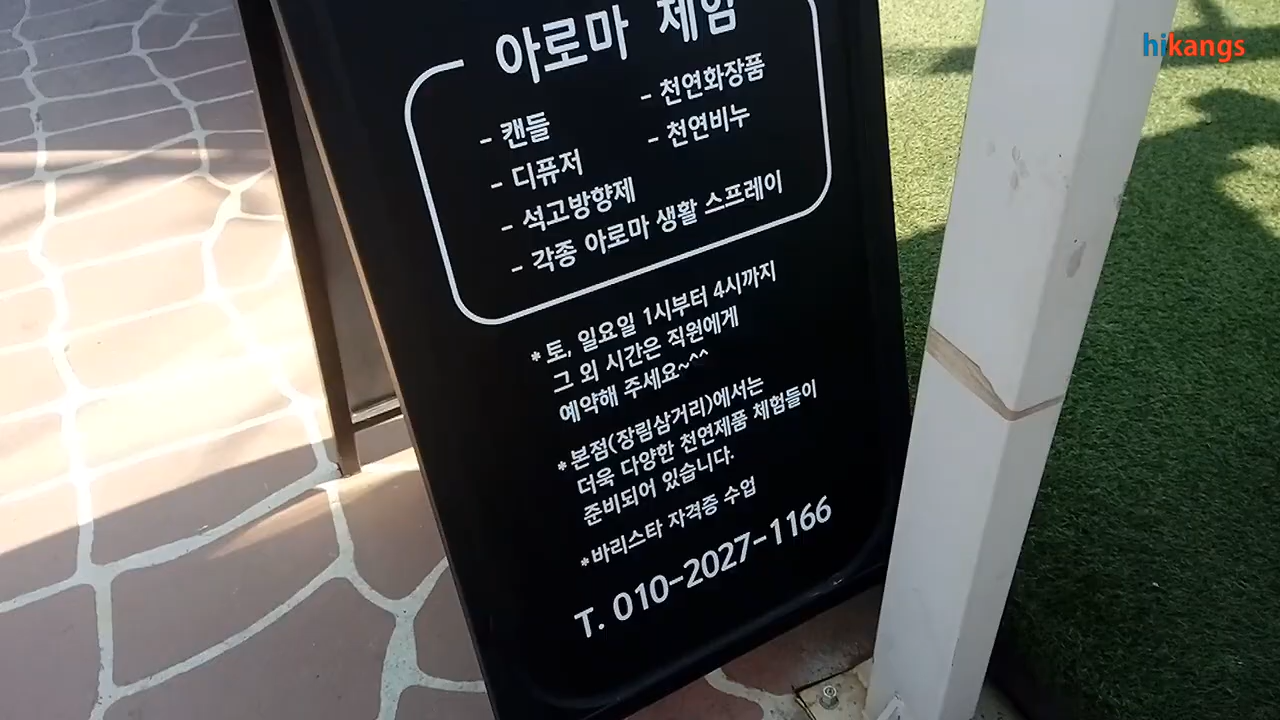 hikangs
아로마 체험
- 캔들
- 천연화장품
- 디퓨저
- 천연비누
- 석고방향제
- 각종 아로마 생활 스프레이
* 토, 일요일 1시부터 4시까지
그 외 시간은 직원에게
예약해 주세요~^^
* 본점(장림삼거리)에서는
더욱 다양한 천연제품 체험들이
준비되어 있습니다.
* 바리스타 자격증 수업
T. 010-2027-1166